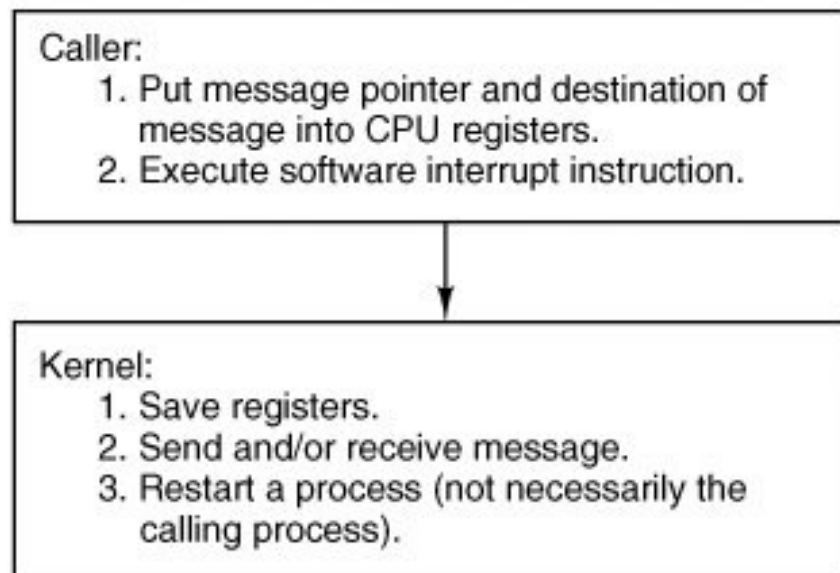 Caller:
1. Put message pointer and destination of
message into CPU registers.
2. Execute software interrupt instruction.
Kernel:
1. Save registers.
2. Send and/or receive message.
3. Restart a process (not necessarily the
calling process).